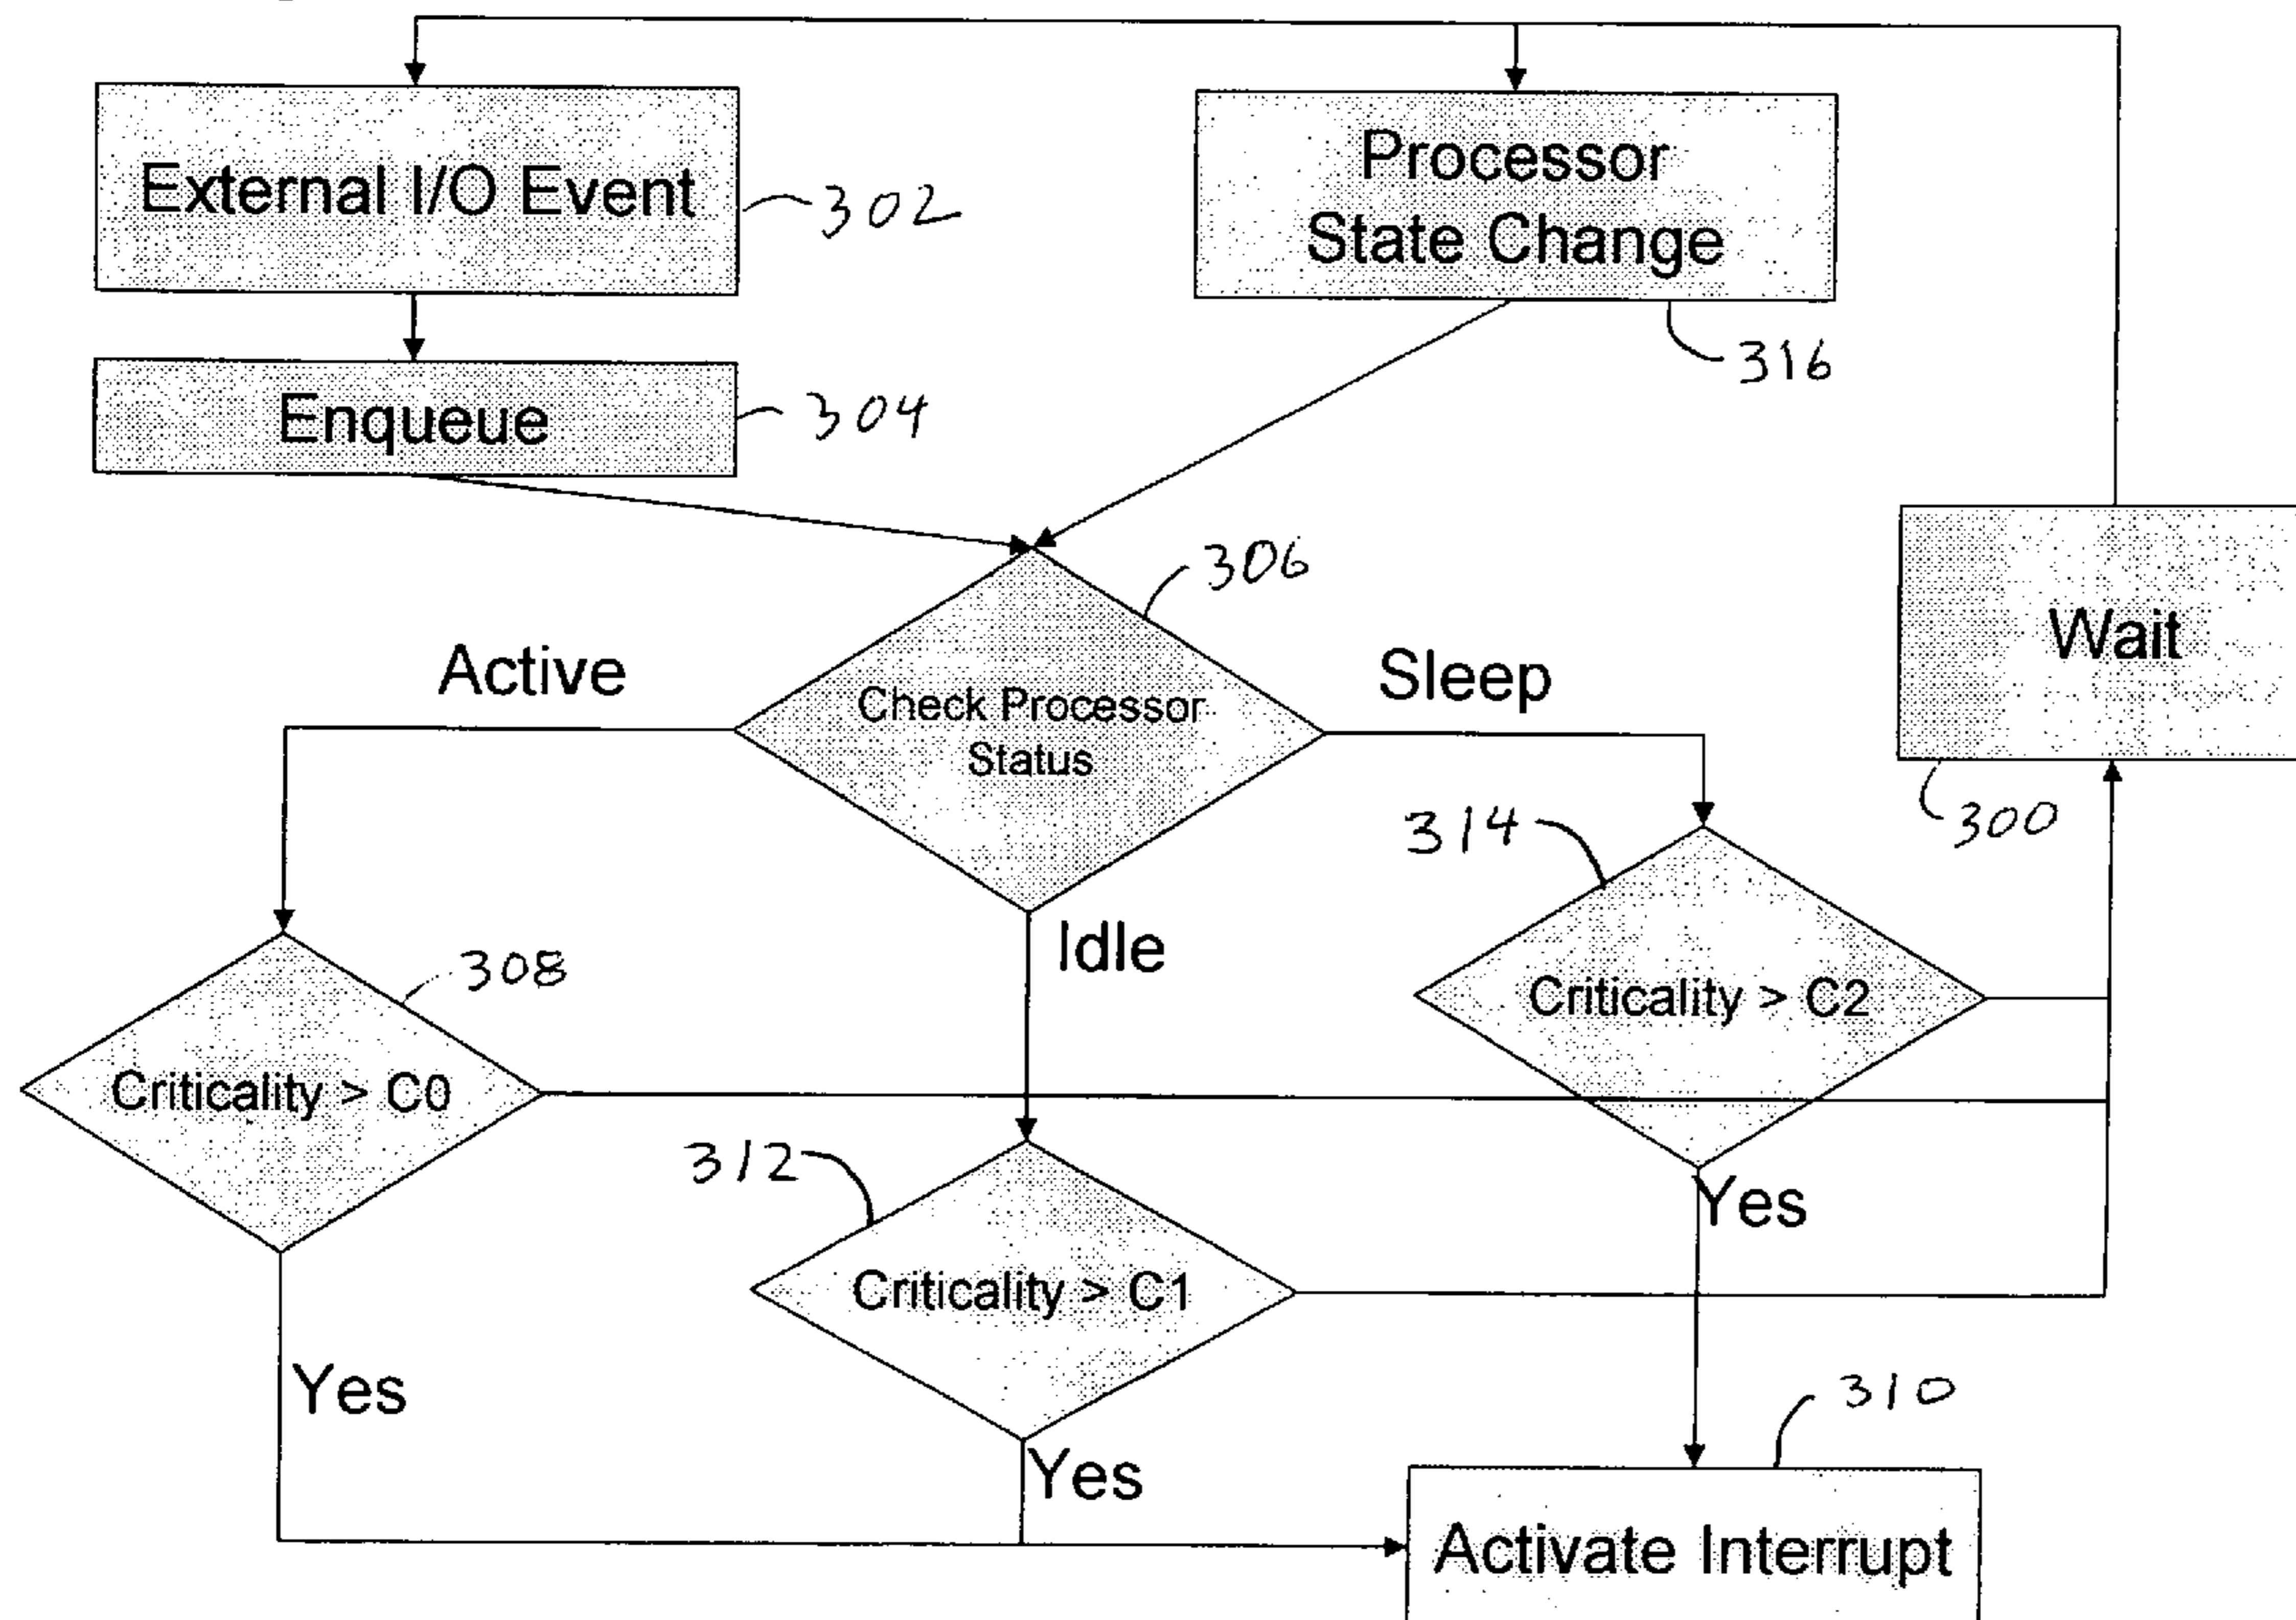 External I/O Event
302
Processor
State Change
316
Enqueue
304
306
Active
Check Processor
Status
Sleep
Wait
300
314
Idle
308
Criticality > C2
Criticality > C0
312
Yes
Criticality > C1
Yes
310
Yes
Activate Interrupt